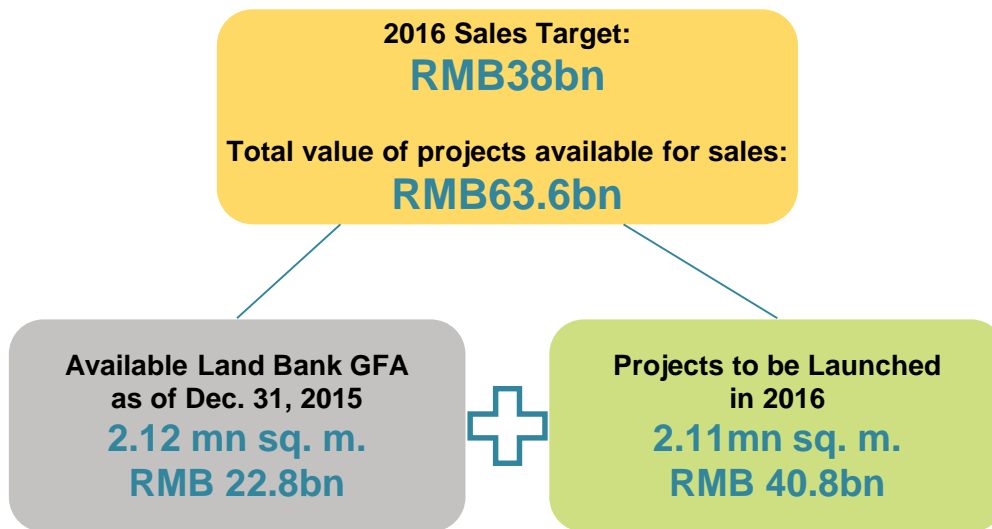 2016 Sales Target:
RMB38bn
Total value of projects available for sales:
RMB63.6bn
Available Land Bank GFA
as of Dec. 31, 2015
2.12 mn sq. m.
RMB 22.8bn
Projects to be Launched
in 2016
2.11mn sq. m.
RMB 40.8bn